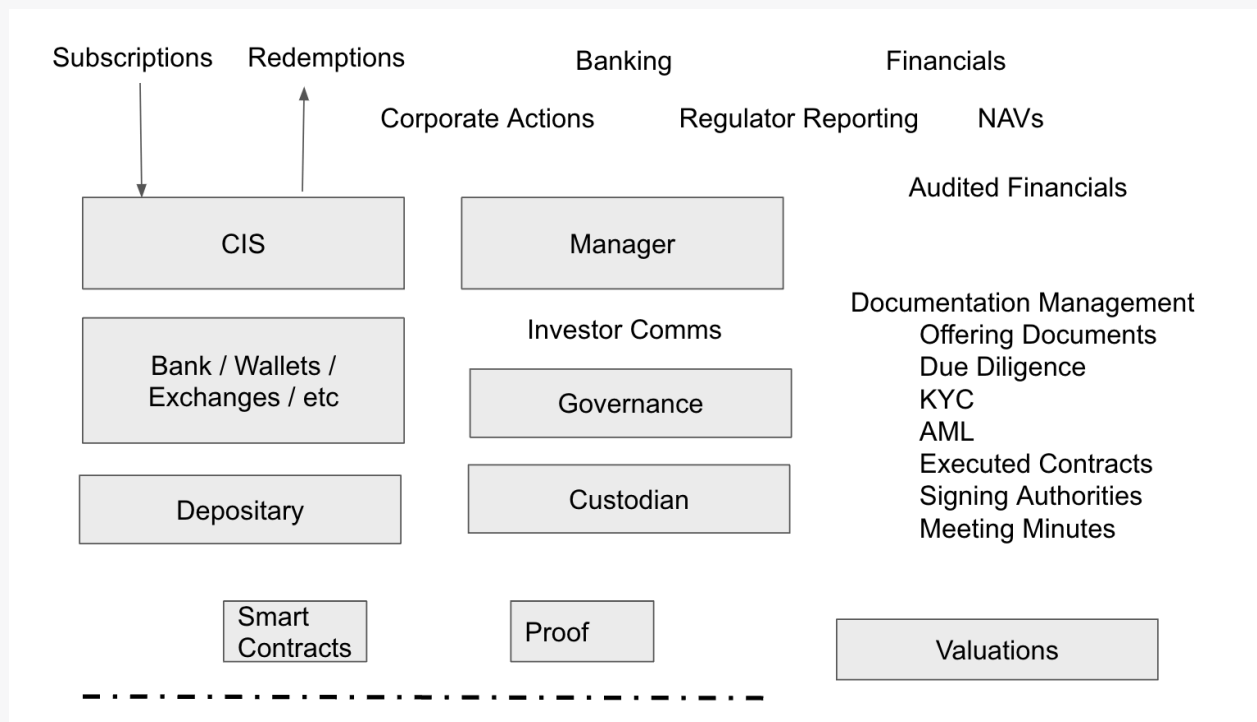 Subscriptions
Redemptions
Banking
Financials
Corporate Actions
Regulator Reporting
NAVs
Audited Financials
CIS
Manager
Bank / Wallets /
Exchanges / etc
Investor Comms
Governance
Depositary
Custodian
Documentation Management
Offering Documents
Due Diligence
KYC
AML
Executed Contracts
Signing Authorities
Meeting Minutes
Smart
Contracts
Proof
Valuations